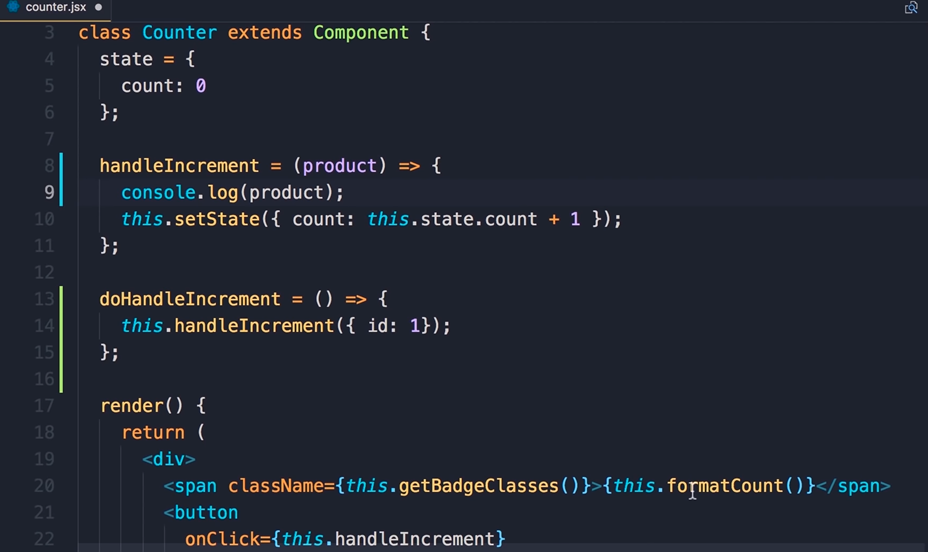 counter.jsx
3 class Counter extends Component {
4 state = {
5 count: 0
6 };
7
8 handleIncrement = (product) => {
9 console.log(product);
10 this.setState({ count: this.state.count + 1 });
11 };
12
13 doHandleIncrement = () => {
14 this.handleIncrement({ id: 1});
15 };
16
17 render() {
18 return (
19 <div>
20 <span className={this.getBadgeClasses()}>{this.formatCount()}</span>
21 <button
22 onClick={this.handleIncrement}